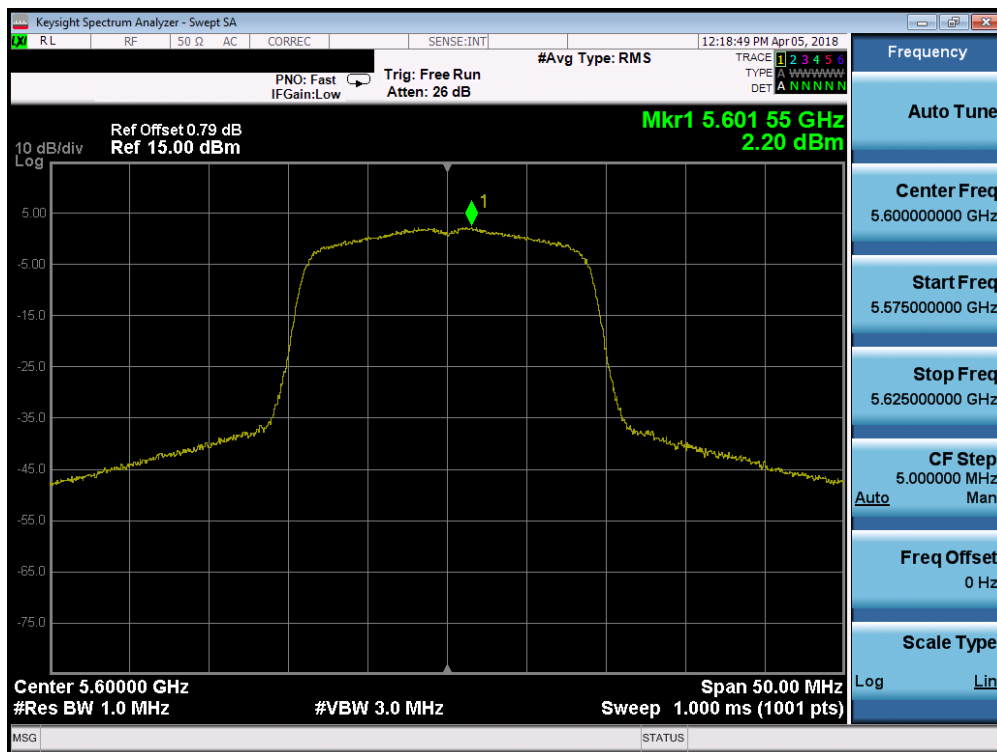 Keysight Spectrum Analyzer - Swept SA
LXI RL RF 50 Ω AC CORREC SENSE:INT 12:18:49 PM Apr 05, 2018
PNO: Fast
IFGain:Low
Trig: Free Run
Atten: 26 dB
#Avg Type: RMS
TRACE 1 2 3 4 5 6
TYPE A WWWWW
DET A N N N N N
Mkr1 5.601 55 GHz
2.20 dBm
Ref Offset 0.79 dB
Ref 15.00 dBm
10 dB/div
Log
1
5.00
-5.00
-15.0
-25.0
-35.0
-45.0
-55.0
-65.0
-75.0
Center 5.60000 GHz
Span 50.00 MHz
#Res BW 1.0 MHz
#VBW 3.0 MHz
Sweep 1.000 ms (1001 pts)
MSG
STATUS
Frequency
Auto Tune
Center Freq
5.600000000 GHz
Start Freq
5.575000000 GHz
Stop Freq
5.625000000 GHz
CF Step
5.000000 MHz
Auto Man
Freq Offset
0 Hz
Scale Type
Log Lin